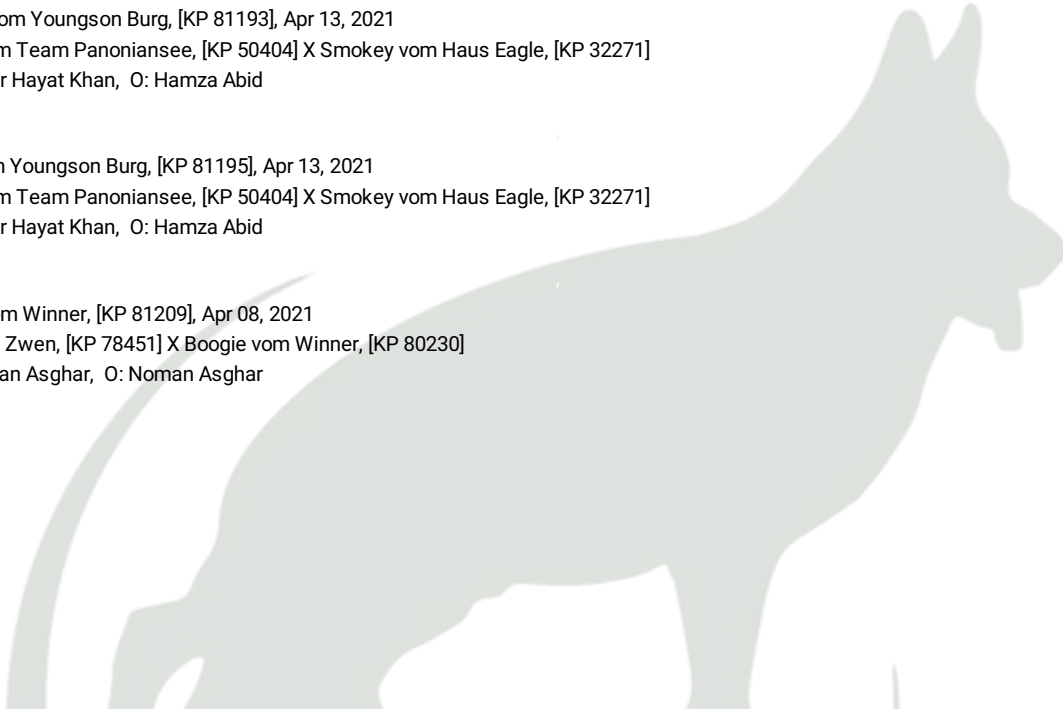 om Youngson Burg, [KP 81193], Apr 13, 2021
m Team Panoniansee, [KP 50404] X Smokey vom Haus Eagle, [KP 32271]
r Hayat Khan, O: Hamza Abid
Youngson Burg, [KP 81195], Apr 13, 2021
m Team Panoniansee, [KP 50404] X Smokey vom Haus Eagle, [KP 32271]
r Hayat Khan, O: Hamza Abid
om Winner, [KP 81209], Apr 08, 2021
Zwen, [KP 78451] X Boogie vom Winner, [KP 80230]
an Asghar, O: Noman Asghar